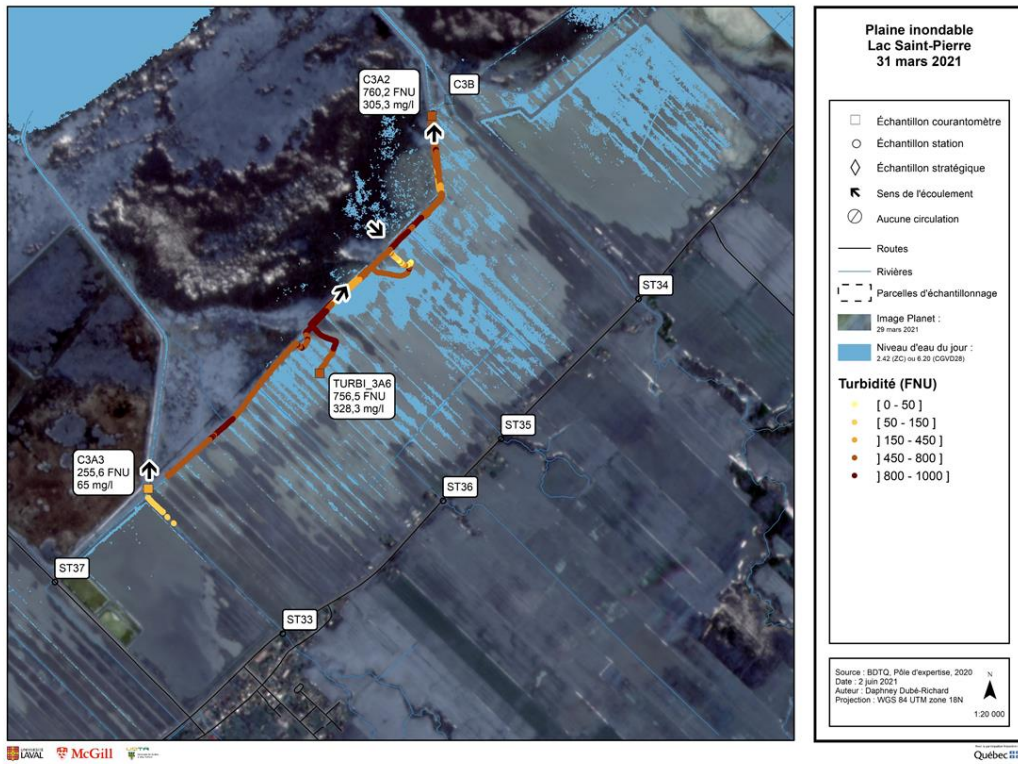 C3A2
760,2 FNU
305,3 mg/l
C3B
ST34
TURBI_3A6
756,5 FNU
328,3 mg/l
ST35
C3A3
255,6 FNU
65 mg/l
ST36
ST37
ST33
Plaine inondable
Lac Saint-Pierre
31 mars 2021
Échantillon courantomètre
Échantillon station
Échantillon stratégique
Sens de l'écoulement
Aucune circulation
Routes
Rivières
Parcelles d'échantillonnage
Image Planet :
29 mars 2021
Niveau d'eau du jour :
2.42 (ZC) ou 6.20 (CGVD28)
Turbidité (FNU)
[ 0 - 50 ]
[ 50 - 150 ]
] 150 - 450 ]
] 450 - 800 ]
] 800 - 1000 ]
Source : BDTQ, Pôle d'expertise, 2020
Date : 2 juin 2021
Auteur : Daphney Dubé-Richard
Projection : WGS 84 UTM zone 18N
N
1:20 000
LAVAL
McGill
UQTR
Québec